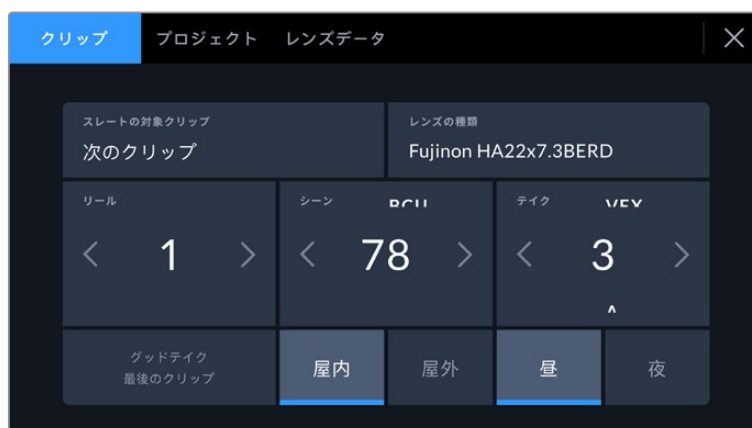 クリップ プロジェクト レンズデータ
スレートの対象クリップ レンズの種類
次のクリップ Fujinon HA22x7.3BERD
リール シーン テイク
1 78 3
グッドテイク
最後のクリップ
屋内 屋外 昼 夜